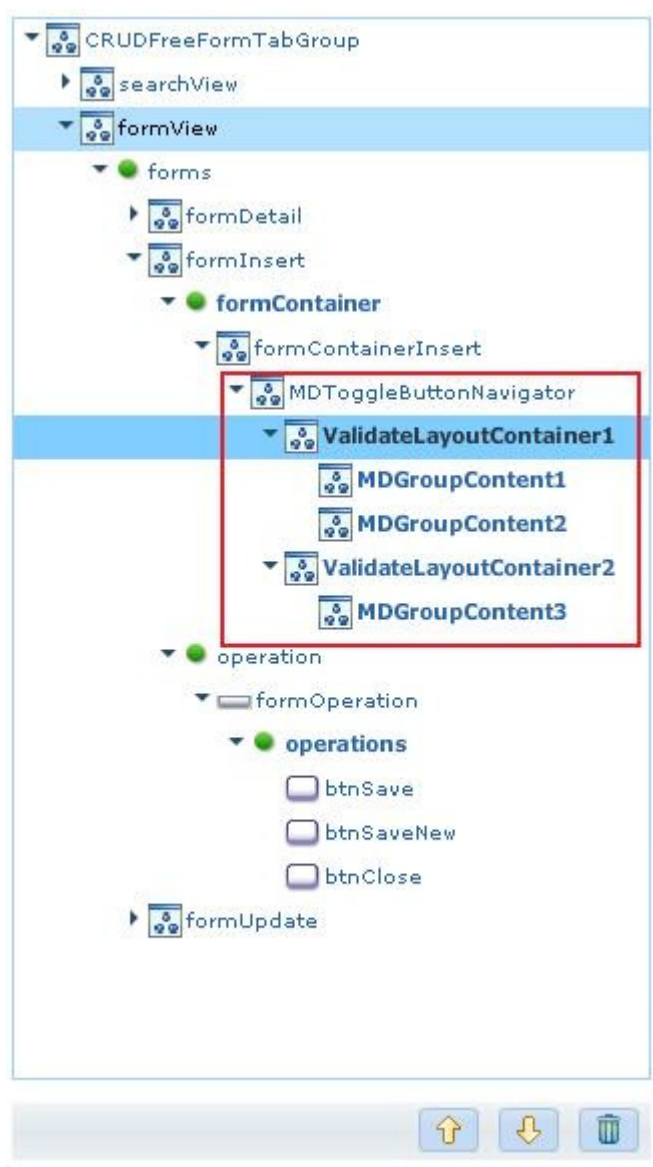 CRUDFreeFormTabGroup
searchView
formView
forms
formDetail
formInsert
formContainer
formContainerInsert
MDToggleButtonNavigator
ValidateLayoutContainer1
MDGroupContent1
MDGroupContent2
ValidateLayoutContainer2
MDGroupContent3
operation
formOperation
operations
btnSave
btnSaveNew
btnClose
formUpdate